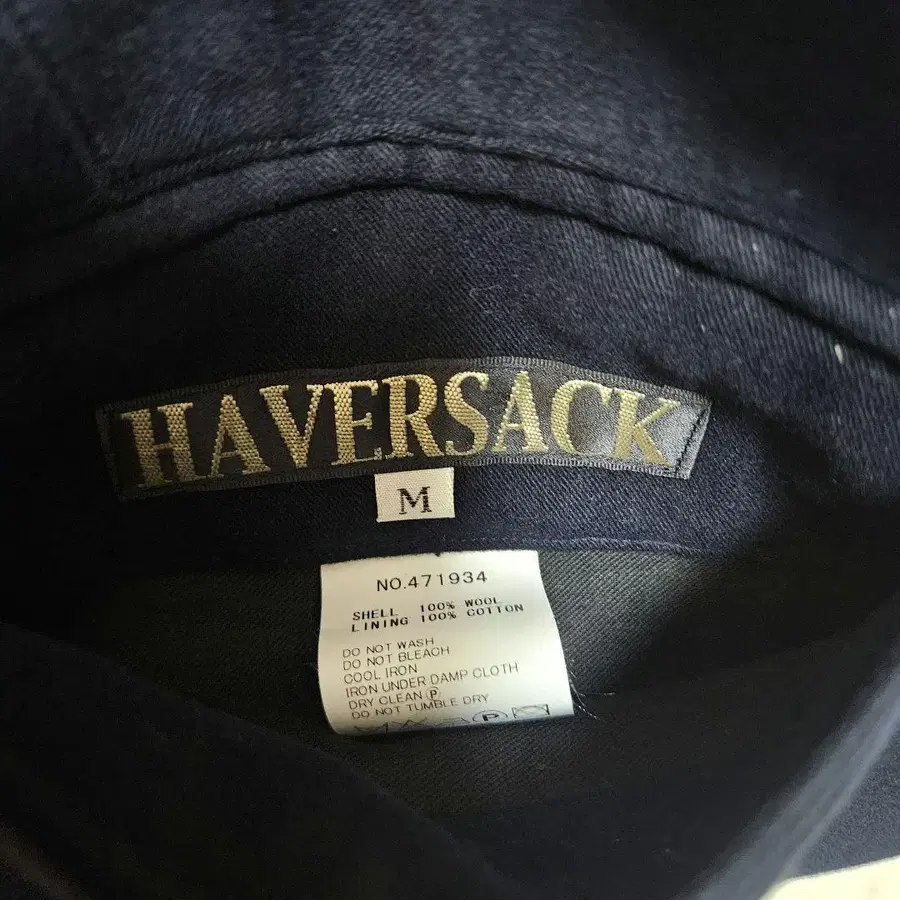 HAVERSACK
M
NO.471934
SHELL 100% WOOL
LINING 100% COTTON
DO NOT WASH
DO NOT BLEACH
COOL IRON
IRON UNDER DAMP CLOTH
DRY CLEAN Ⓟ
DO NOT TUMBLE DRY
Ⓟ